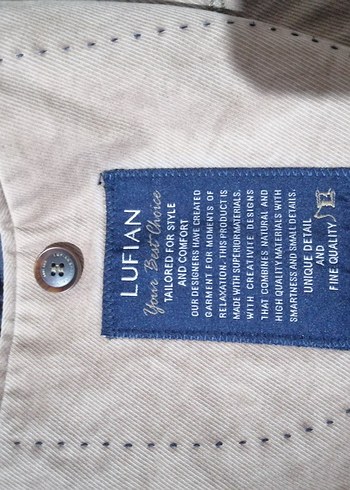 LUFIAN
Your Best Choice
TAILORED FOR STYLE
AND COMFORT
OUR DESIGNERS HAVE CREATED
GARMENT FOR MOMENTS OF
RELAXATION, THIS PRODUCT IS
MADE WITH SUPERIOR MATERIALS.
WITH CREATIVITE DESIGNS
THAT COMBINES NATURAL AND
HIGH QUALITY MATERIALS WITH
SMARTNESS AND SMALL DETAILS.
UNIQUE DETAIL
AND
FINE QUALITY